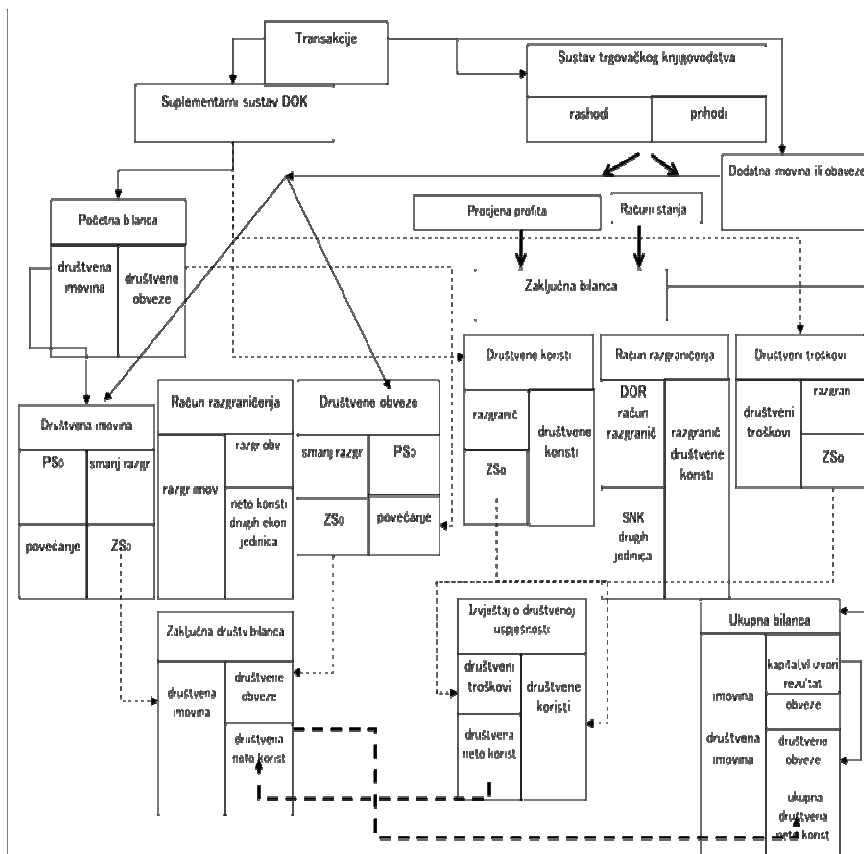 Transakcije
Sustav trgovačkog knjigovodstva
rashodi
prihodi
Suplementarni sustav DOK
Dodatna imovina ili obaveze
Početna bilanca
društvena
imovina
društvene
obveze
Procjena profita
Računi stanja
Zaključna bilanca
Društvena imovina
PSo
smanj razgr
povećanje
ZSo
Račun razgraničenja
razgr imov
razgr obv
neto koristi
drugih ekon
jedinica
Društvene obveze
smanj razgr
PSo
ZSo
povećanje
Društvene koristi
razgranič
ZSo
društvene
koristi
Račun razgraničenja
DOR
račun
razgranič
SNK
drugih
jedinica
razgranič
društvene
koristi
Društveni troškovi
društveni
troškovi
razgran
ZSo
Zaključna društv bilanca
društvena
imovina
društvene
obveze
društvena
neto korist
Izvještaj o društvenoj
uspješnosti
društveni
troškovi
društvena
neto korist
društvene
koristi
Ukupna bilanca
imovina
društvena
imovina
rezultat
obveze
društvene
obveze
ukupna
društvena
neto korist